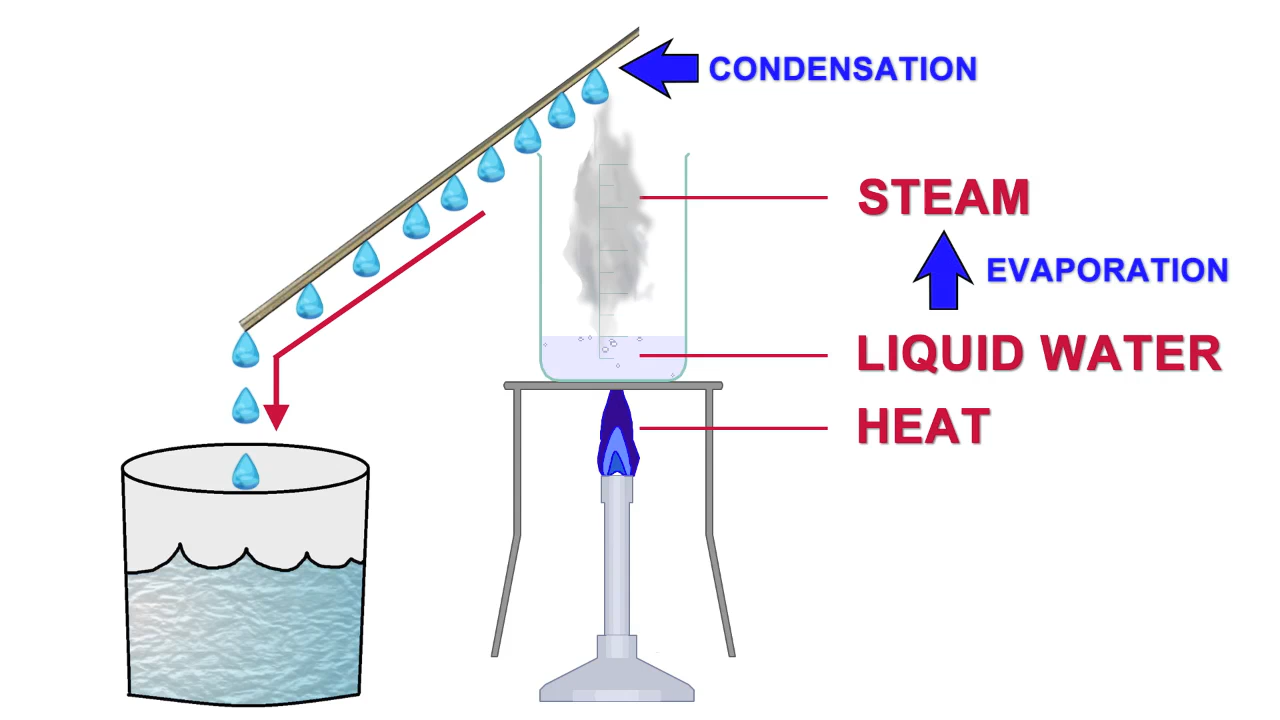 CONDENSATION
STEAM
EVAPORATION
LIQUID WATER
HEAT